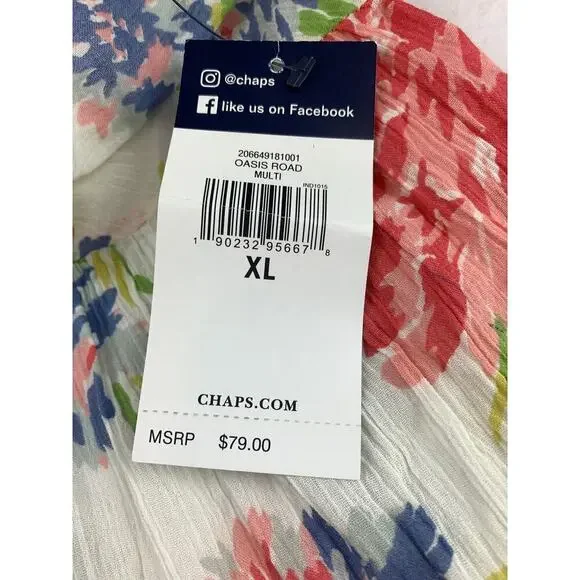 @chaps
like us on Facebook
206649181001
OASIS ROAD
MULTI
IND1015
1 90232 95667 8
XL
CHAPS.COM
MSRP $79.00